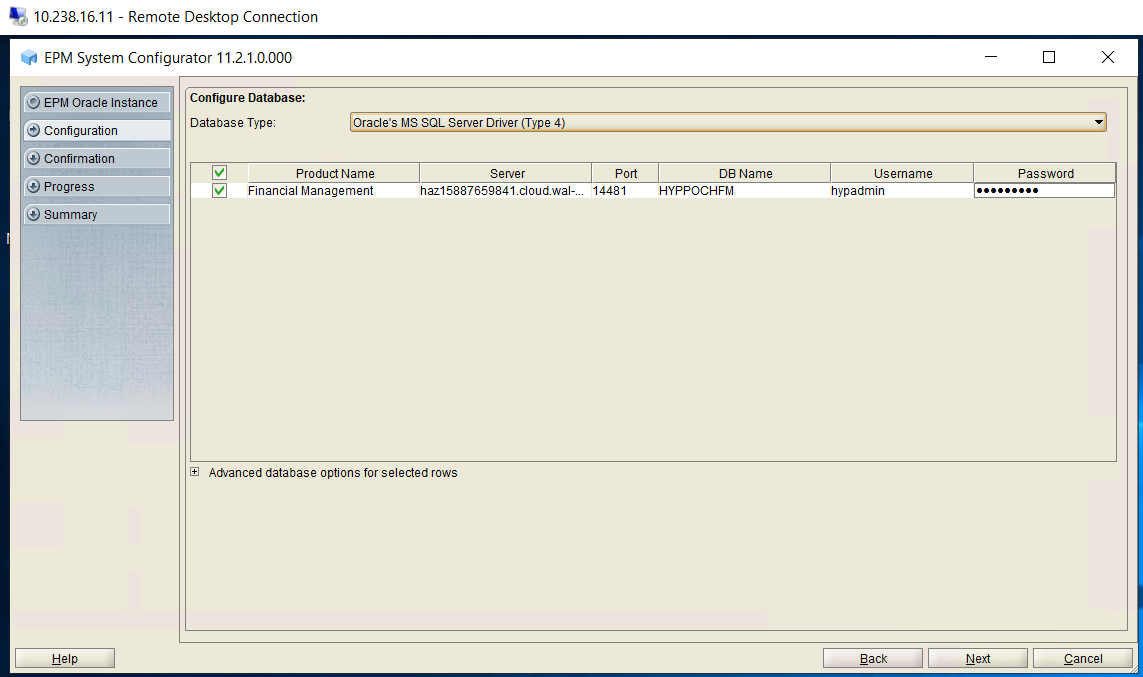 10.238.16.11 - Remote Desktop Connection
EPM System Configurator 11.2.1.0.000
EPM Oracle Instance
Configuration
Confirmation
Progress
Summary
Configure Database:
Database Type: Oracle's MS SQL Server Driver (Type 4)
Product Name Server Port DB Name Username Password
Financial Management haz15887659841.cloud.wal-... 14481 HYPPOCHFM hypadmin •••••••••
Advanced database options for selected rows
Help Back Next Cancel